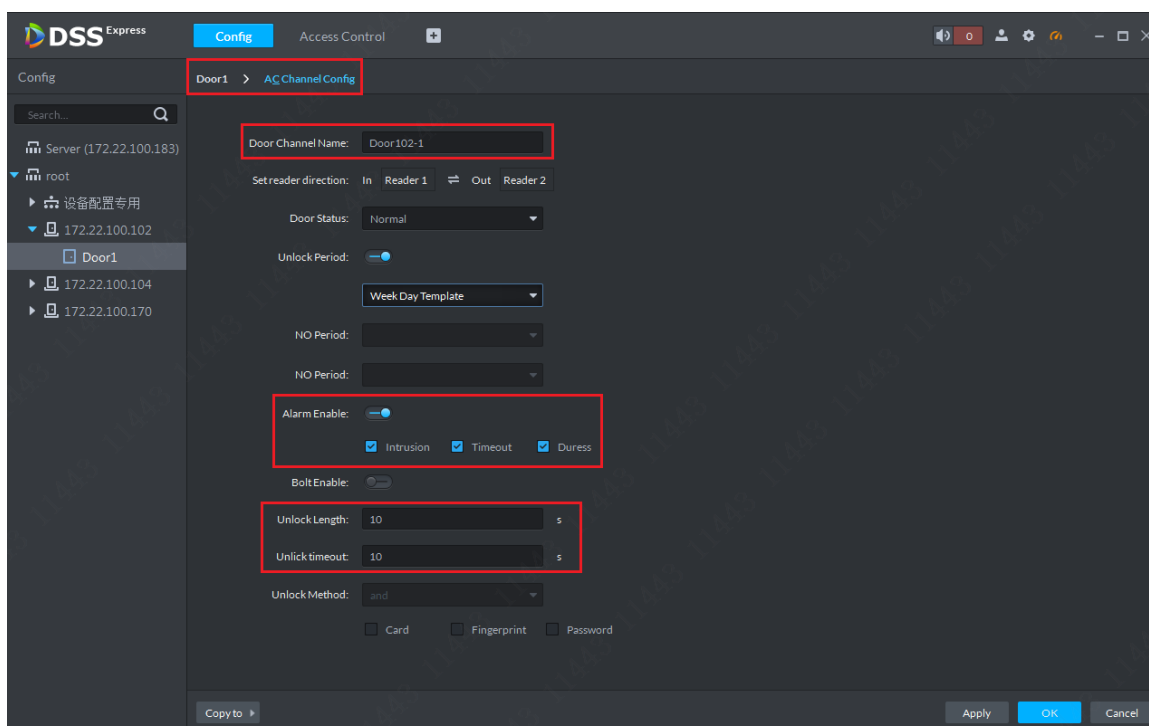 DSS Express Config Access Control 0
Config Door1 > AC Channel Config
Search...
Server (172.22.100.183)
root
设备配置专用
172.22.100.102
Door1
172.22.100.104
172.22.100.170
Door Channel Name: Door102-1
Set reader direction: In Reader 1 ⇌ Out Reader 2
Door Status: Normal
Unlock Period:
Week Day Template
NO Period:
NO Period:
Alarm Enable:
Intrusion Timeout Duress
Bolt Enable:
Unlock Length: 10 s
Unlick timeout: 10 s
Unlock Method: and
Card Fingerprint Password
Copy to Apply OK Cancel